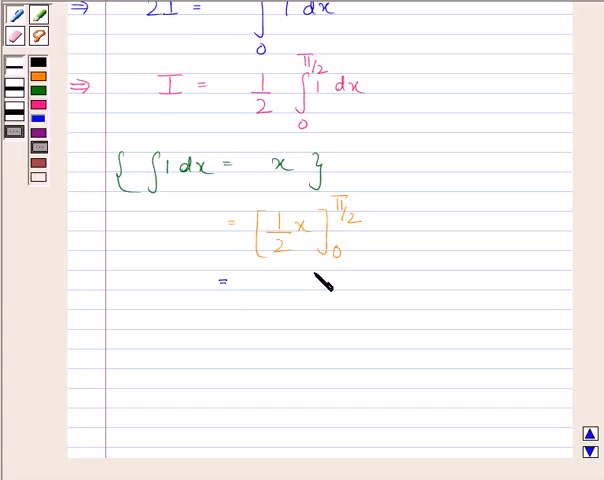 ⇒ 2I = ∫₀ 1 dx
⇒ I = 1/2 ∫₀^{π/2} 1 dx
{ ∫ 1 dx = x }
= [ 1/2 x ]₀^{π/2}
=